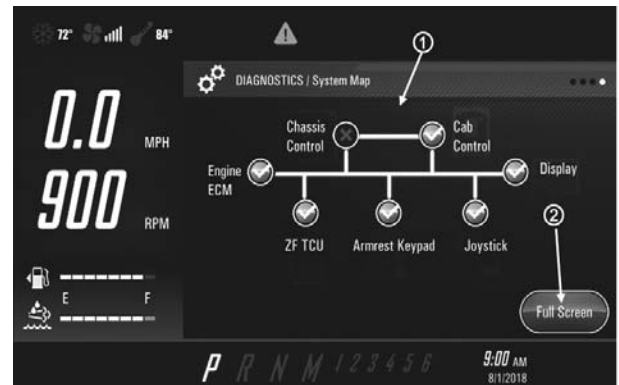 72° 84°
①
DIAGNOSTICS / System Map
0.0 MPH
Chassis Control
Cab Control
Engine ECM
Display
900 RPM
②
ZF TCU Armrest Keypad Joystick
E F
Full Screen
P R N M 1 2 3 4 5 6
9:00 AM
8/1/2018